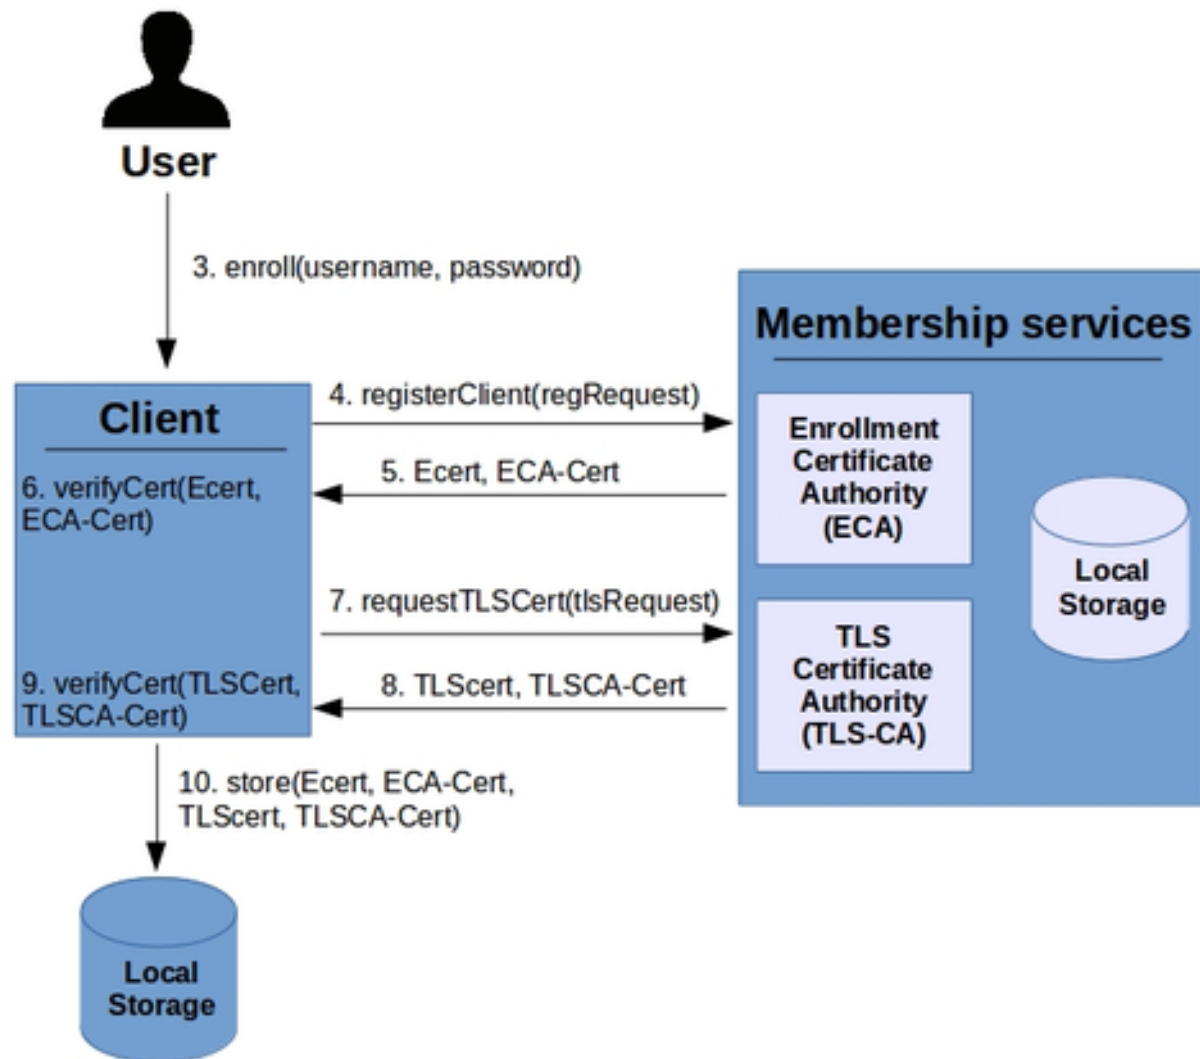 User
3. enroll(username, password)
Membership services
Client
4. registerClient(regRequest)
Enrollment
Certificate
Authority
(ECA)
5. Ecert, ECA-Cert
6. verifyCert(Ecert,
ECA-Cert)
Local
Storage
7. requestTLSCert(tlsRequest)
TLS
Certificate
Authority
(TLS-CA)
8. TLScert, TLSCA-Cert
9. verifyCert(TLSCert,
TLSCA-Cert)
10. store(Ecert, ECA-Cert,
TLScert, TLSCA-Cert)
Local
Storage